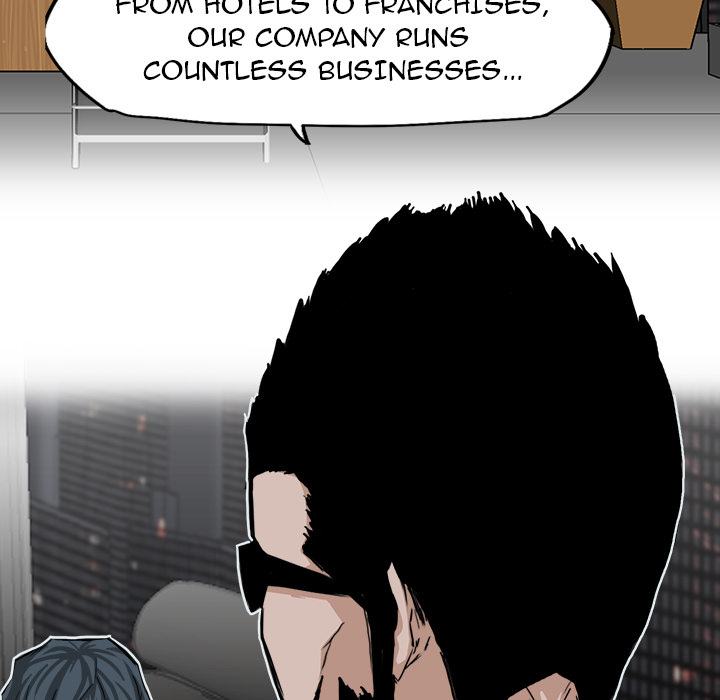 FROM HOTELS TO FRANCHISES,
OUR COMPANY RUNS
COUNTLESS BUSINESSES...